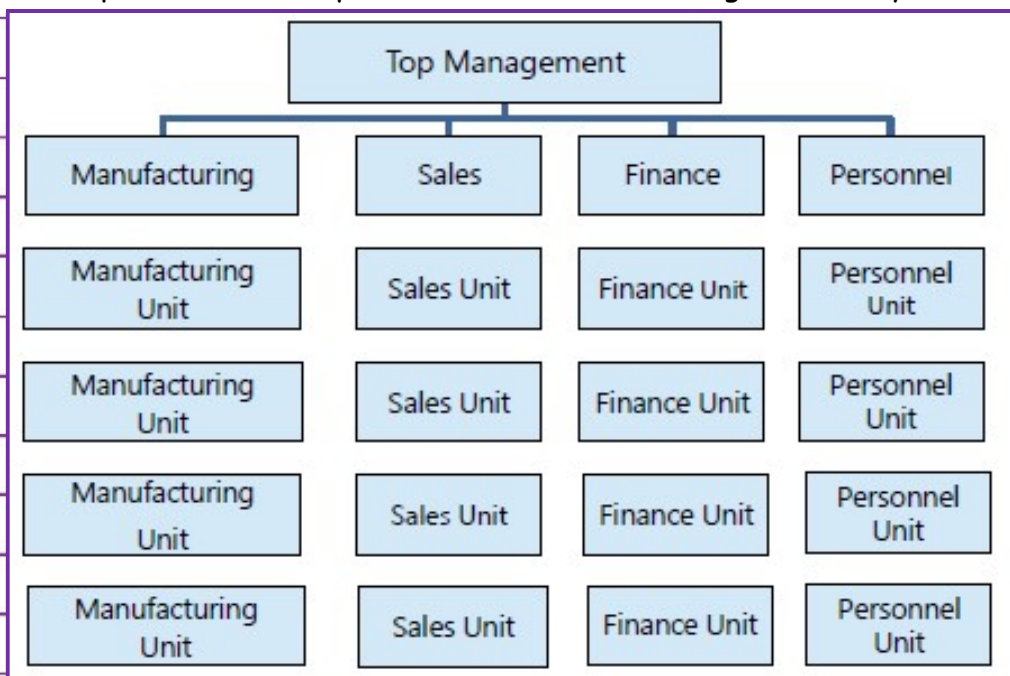 Top Management
Manufacturing Sales Finance Personnel
Manufacturing
Unit
Sales Unit
Finance Unit
Personnel
Unit
Manufacturing
Unit
Sales Unit
Finance Unit
Personnel
Unit
Manufacturing
Unit
Sales Unit
Finance Unit
Personnel
Unit
Manufacturing
Unit
Sales Unit
Finance Unit
Personnel
Unit